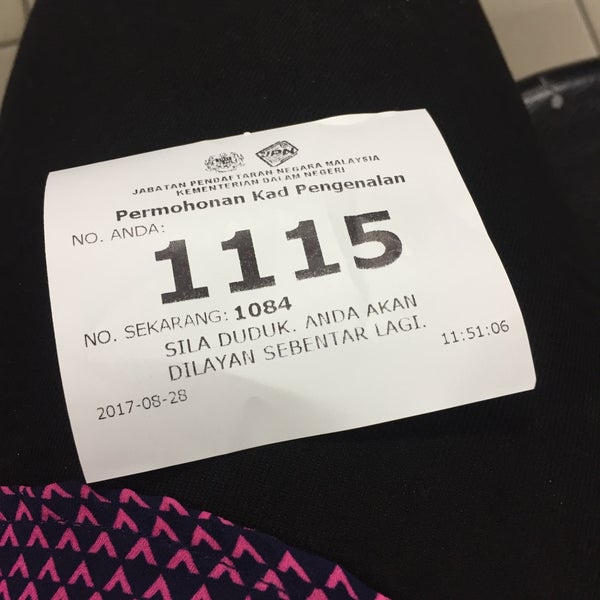 JPN
JABATAN PENDAFTARAN NEGARA MALAYSIA
KEMENTERIAN DALAM NEGERI
Permohonan Kad Pengenalan
NO. ANDA:
1115
NO. SEKARANG: 1084
SILA DUDUK. ANDA AKAN
DILAYAN SEBENTAR LAGI.
2017-08-28 11:51:06